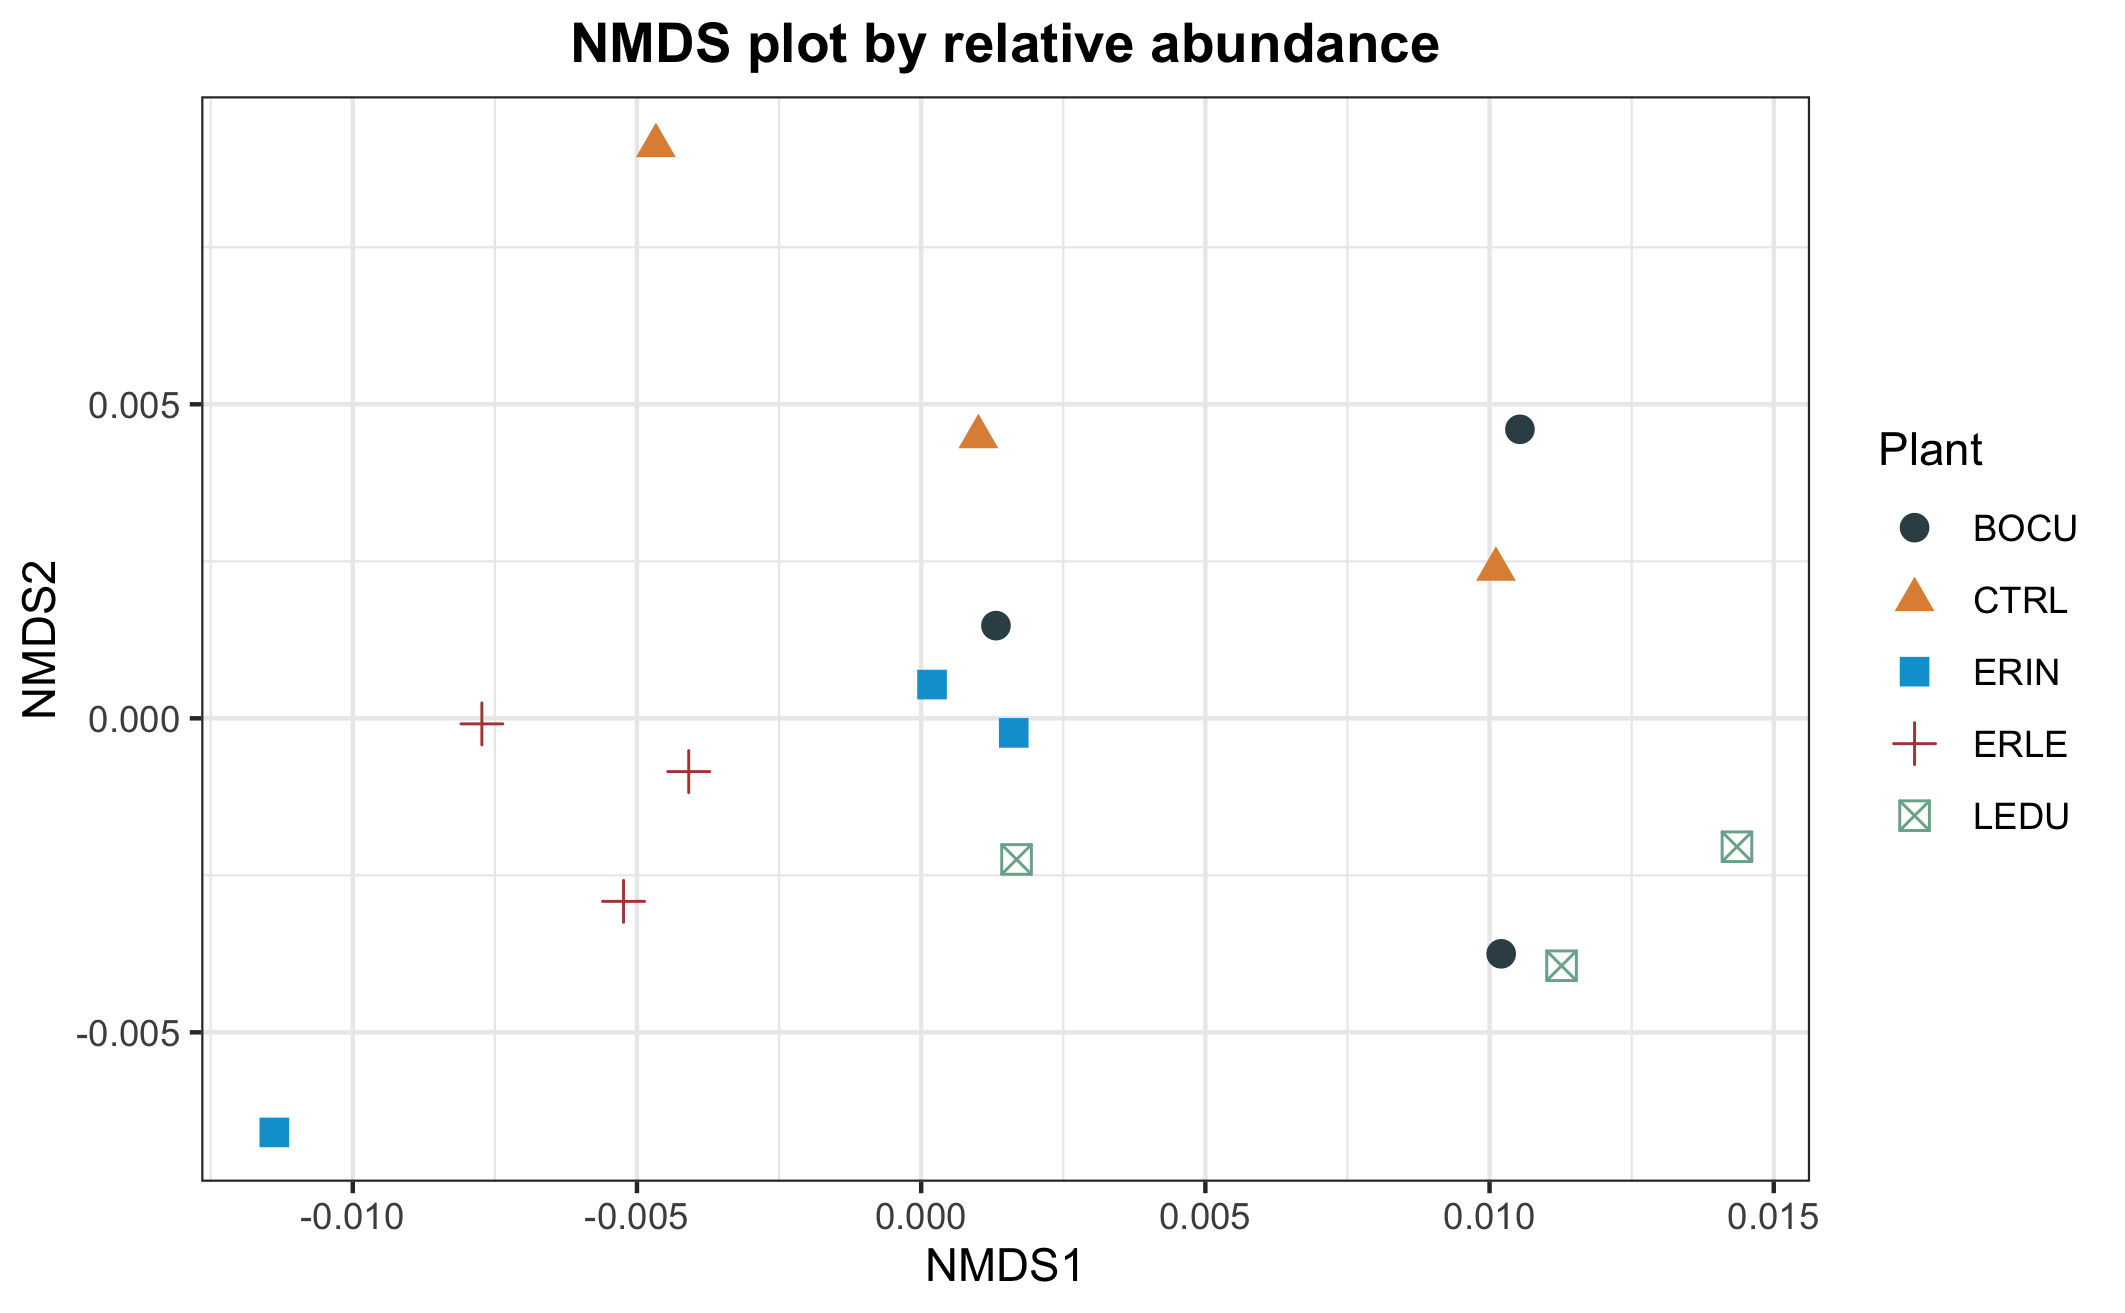 NMDS plot by relative abundance
NMDS2
0.005
0.000
-0.005
-0.010
-0.005
0.000
0.005
0.010
0.015
NMDS1
Plant
BOCU
CTRL
ERIN
ERLE
LEDU